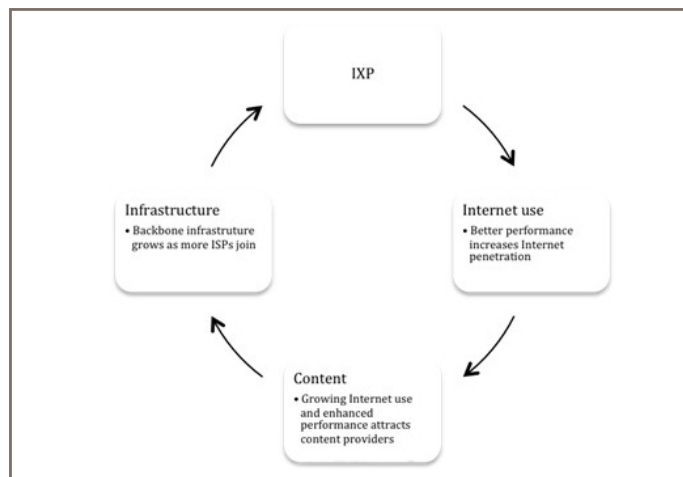 IXP
Internet use
• Better performance
increases Internet
penetration
Content
• Growing Internet use
and enhanced
performance attracts
content providers
Infrastructure
• Backbone infrastruture
grows as more ISPs join